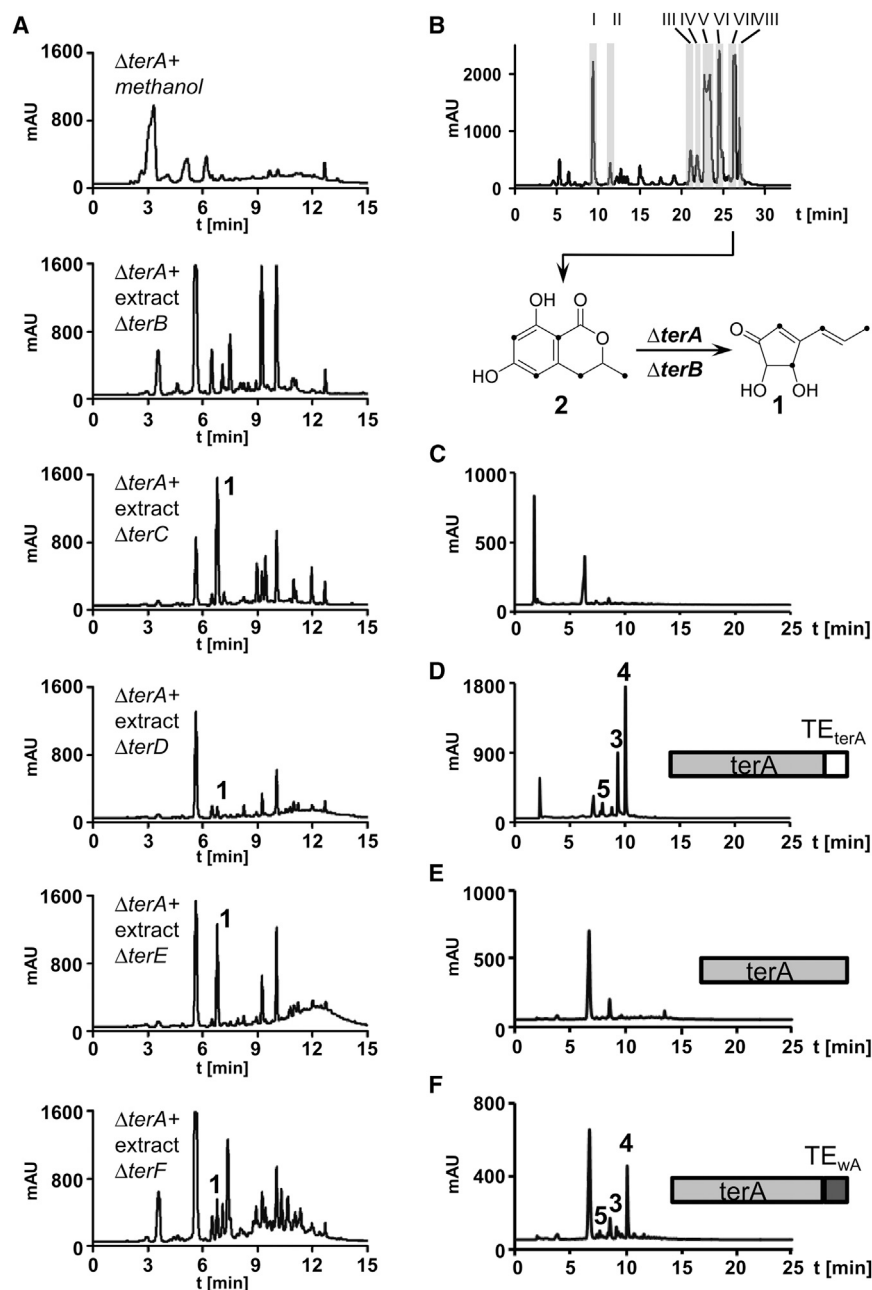 A
ΔterA+
methanol
mAU
1600
800
0
0 3 6 9 12 15
t [min]
ΔterA+
extract
ΔterB
mAU
1600
800
0
0 3 6 9 12 15
t [min]
ΔterA+
extract
ΔterC
1
mAU
1600
800
0
0 3 6 9 12 15
t [min]
ΔterA+
extract
ΔterD
1
mAU
1600
800
0
0 3 6 9 12 15
t [min]
ΔterA+
extract
ΔterE
1
mAU
1600
800
0
0 3 6 9 12 15
t [min]
ΔterA+
extract
ΔterF
1
mAU
1600
800
0
0 3 6 9 12 15
t [min]
B
I II III IV V VI VII VIII
mAU
2000
1000
0
0 10 20 30 t [min]
OH O
O
HO
2
ΔterA
ΔterB
O
HO OH
1
C
mAU
1000
500
0
0 5 10 15 20 25
t [min]
D
mAU
1800
900
0
5 3 4
terA
TEterA
0 5 10 15 20 25
t [min]
E
mAU
1000
500
0
terA
0 5 10 15 20 25
t [min]
F
mAU
800
400
0
5 3 4
terA
TEwA
0 5 10 15 20 25
t [min]